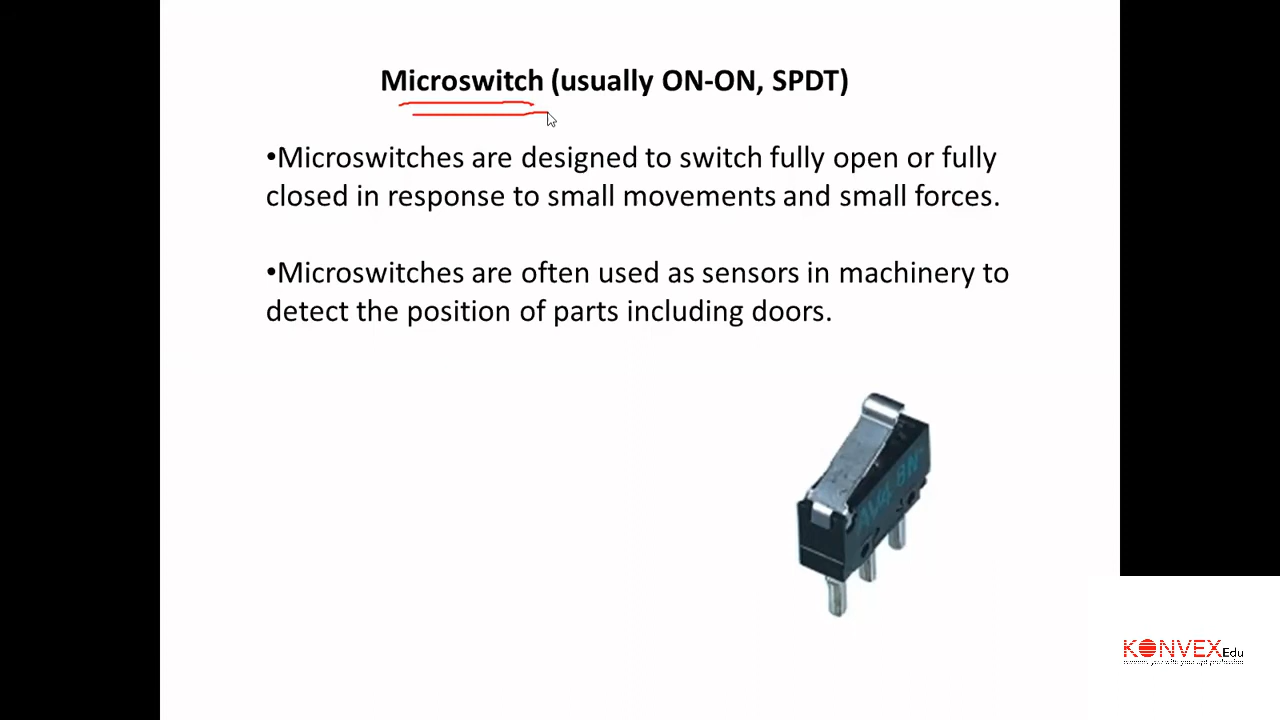 Microswitch (usually ON-ON, SPDT)
•Microswitches are designed to switch fully open or fully
closed in response to small movements and small forces.
•Microswitches are often used as sensors in machinery to
detect the position of parts including doors.
KONVEX Edu